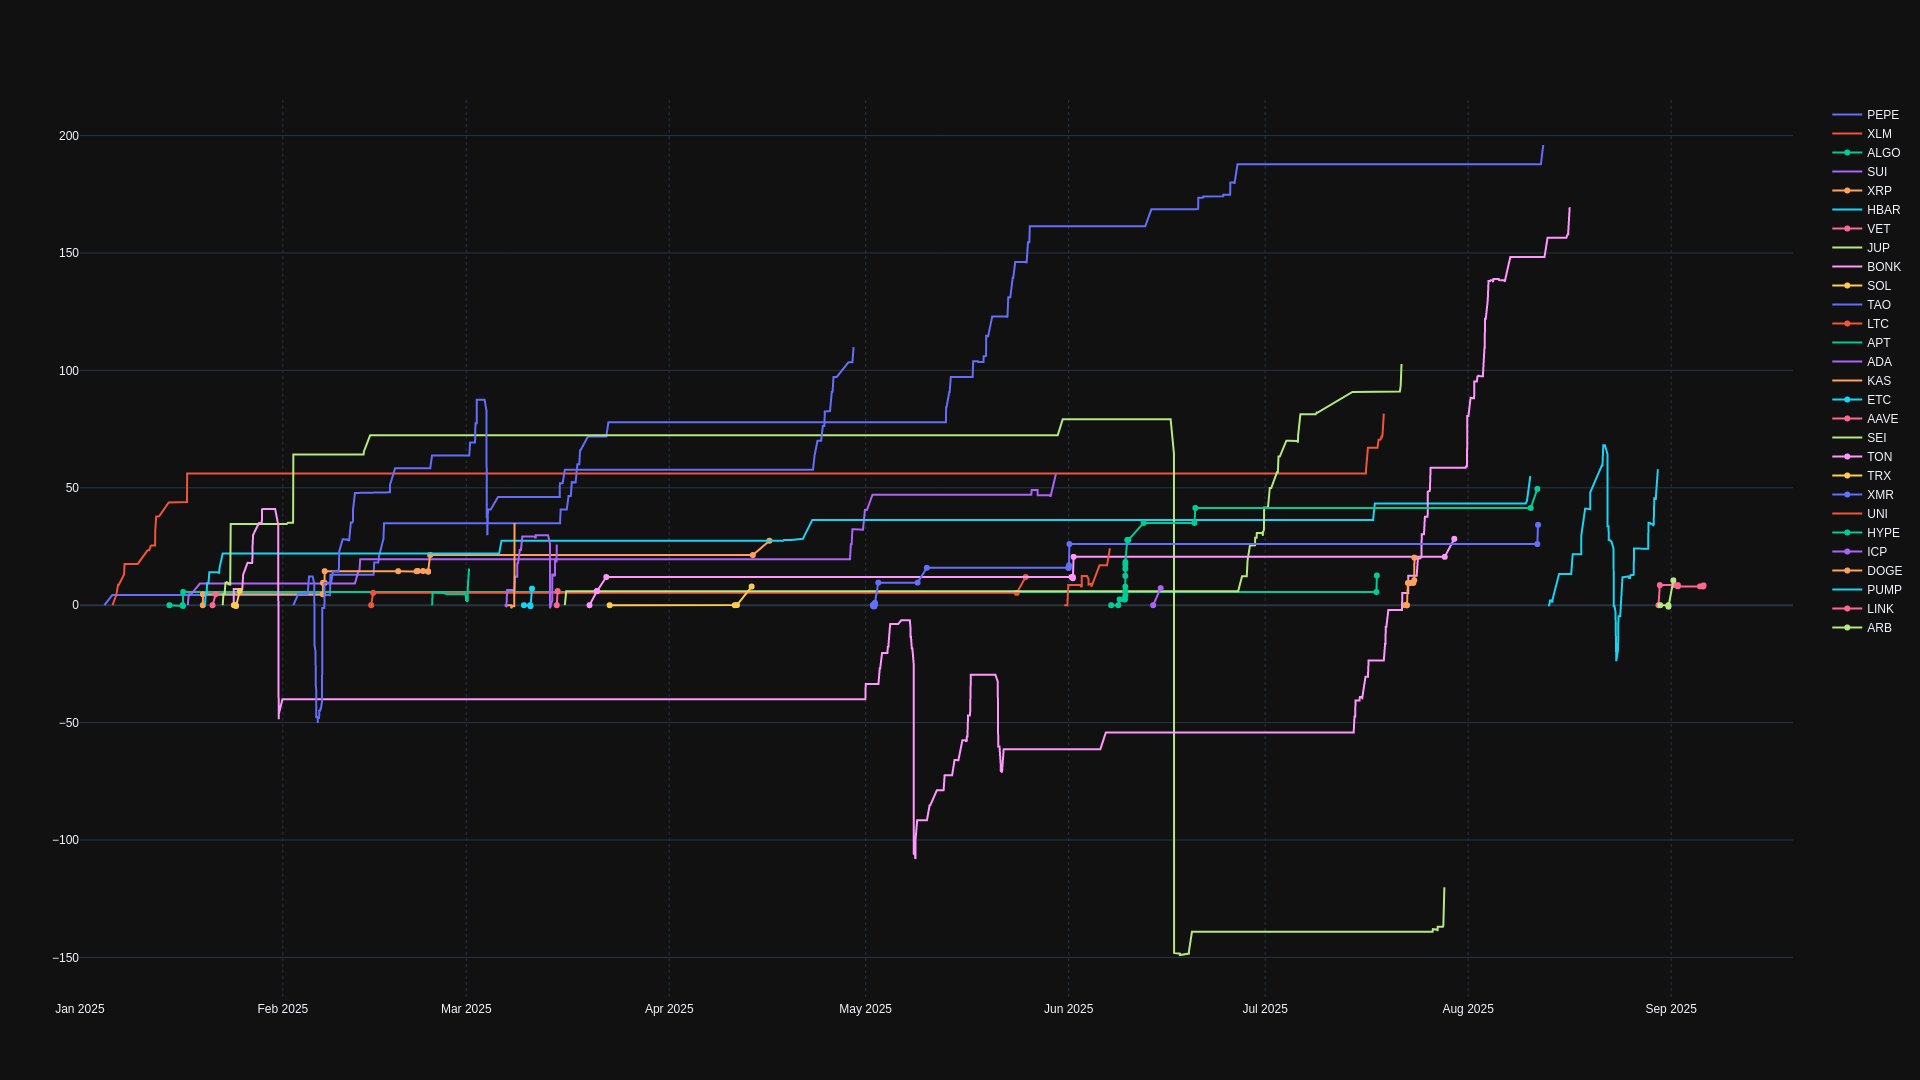 200
150
100
50
0
−50
−100
−150
Jan 2025
Feb 2025
Mar 2025
Apr 2025
May 2025
Jun 2025
Jul 2025
Aug 2025
Sep 2025
PEPE
XLM
ALGO
SUI
XRP
HBAR
VET
JUP
BONK
SOL
TAO
LTC
APT
ADA
KAS
ETC
AAVE
SEI
TON
TRX
XMR
UNI
HYPE
ICP
DOGE
PUMP
LINK
ARB